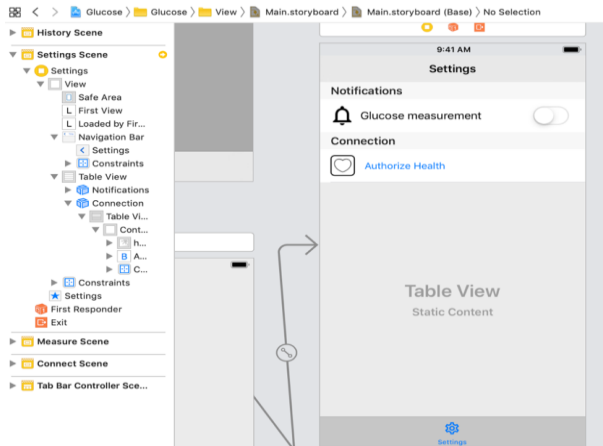 Glucose Glucose View Main.storyboard Main.storyboard (Base) No Selection
History Scene
Settings Scene
Settings
View
Safe Area
L First View
L Loaded by Fir...
Navigation Bar
Settings
Constraints
Table View
Notifications
Connection
Table Vi...
Cont...
h...
B A...
C...
Constraints
Settings
First Responder
Exit
Measure Scene
Connect Scene
Tab Bar Controller Sce...
9:41 AM
Settings
Notifications
Glucose measurement
Connection
Authorize Health
Table View
Static Content
Settings